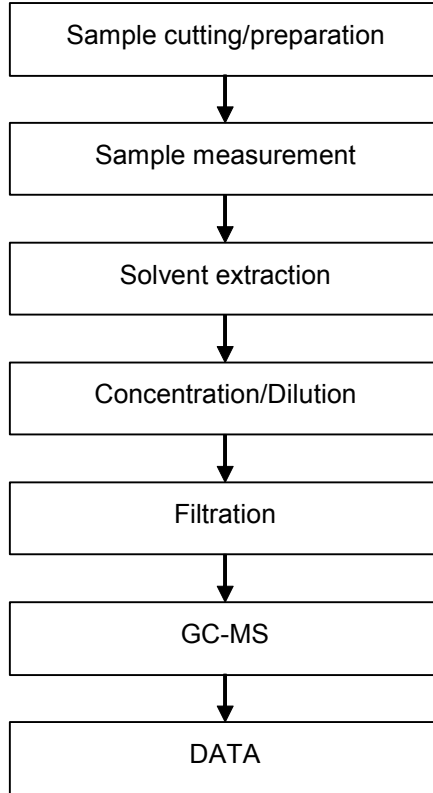 Sample cutting/preparation
Sample measurement
Solvent extraction
Concentration/Dilution
Filtration
GC-MS
DATA